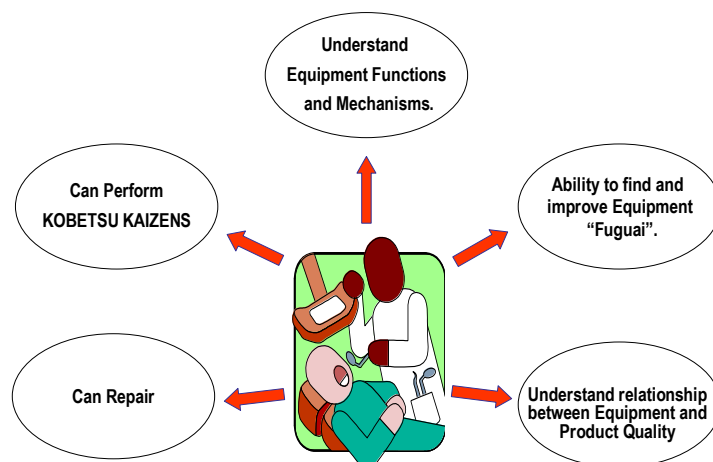 Understand
Equipment Functions
and Mechanisms.
Can Perform
KOBETSU KAIZENS
Ability to find and
improve Equipment
“Fuguai”.
Can Repair
Understand relationship
between Equipment and
Product Quality